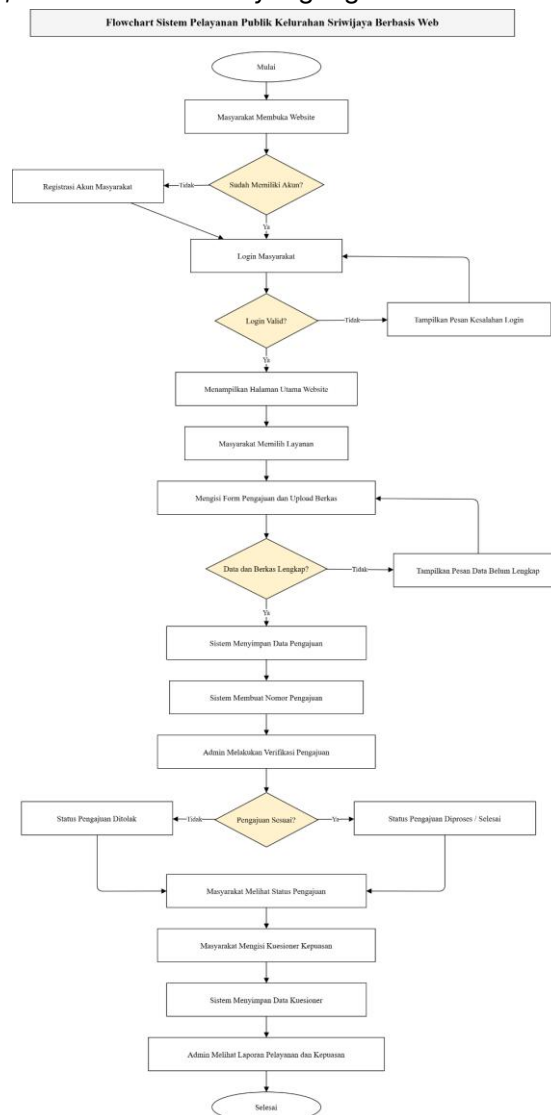 Flowchart Sistem Pelayanan Publik Kelurahan Sriwijaya Berbasis Web
Mulai
Masyarakat Membuka Website
Sudah Memiliki Akun?
Tidak
Registrasi Akun Masyarakat
Ya
Login Masyarakat
Login Valid?
Tidak
Tampilkan Pesan Kesalahan Login
Ya
Menampilkan Halaman Utama Website
Masyarakat Memilih Layanan
Mengisi Form Pengajuan dan Upload Berkas
Data dan Berkas Lengkap?
Tidak
Tampilkan Pesan Data Belum Lengkap
Ya
Sistem Menyimpan Data Pengajuan
Sistem Membuat Nomor Pengajuan
Admin Melakukan Verifikasi Pengajuan
Status Pengajuan Ditolak
Tidak
Pengajuan Sesuai?
Ya
Status Pengajuan Diproses / Selesai
Masyarakat Melihat Status Pengajuan
Masyarakat Mengisi Kuesioner Kepuasan
Sistem Menyimpan Data Kuesioner
Admin Melihat Laporan Pelayanan dan Kepuasan
Selesai